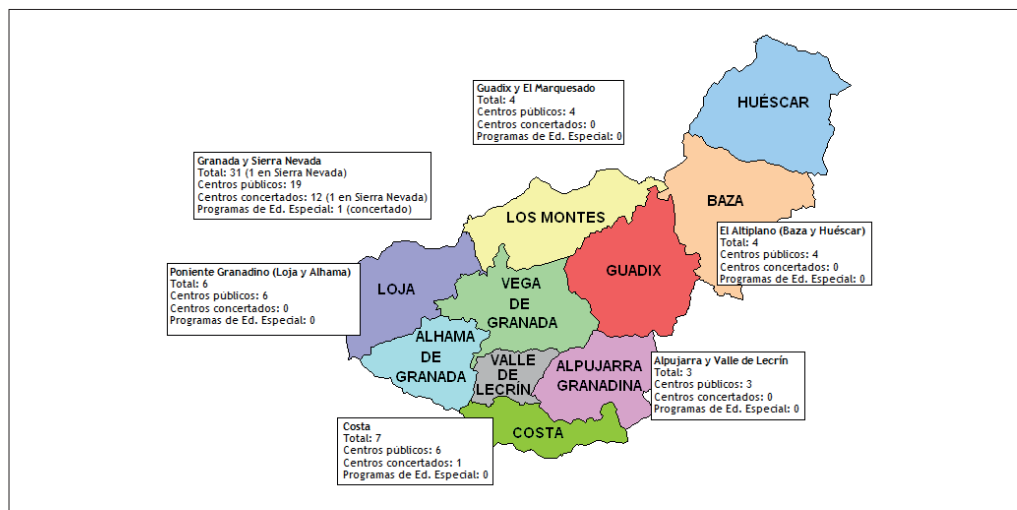 HUÉSCAR
Guadix y El Marquesado
Total: 4
Centros públicos: 4
Centros concertados: 0
Programas de Ed. Especial: 0
Granada y Sierra Nevada
Total: 31 (1 en Sierra Nevada)
Centros públicos: 19
Centros concertados: 12 (1 en Sierra Nevada)
Programas de Ed. Especial: 1 (concertado)
BAZA
LOS MONTES
El Altiplano (Baza y Huéscar)
Total: 4
Centros públicos: 4
Centros concertados: 0
Programas de Ed. Especial: 0
GUADIX
Poniente Granadino (Loja y Alhama)
Total: 6
Centros públicos: 6
Centros concertados: 0
Programas de Ed. Especial: 0
LOJA
VEGA
DE
GRANADA
ALHAMA
DE
GRANADA
VALLE
DE
LECRÍN
ALPUJARRA
GRANADINA
Alpujarra y Valle de Lecrín
Total: 3
Centros públicos: 3
Centros concertados: 0
Programas de Ed. Especial: 0
Costa
Total: 7
Centros públicos: 6
Centros concertados: 1
Programas de Ed. Especial: 0
COSTA